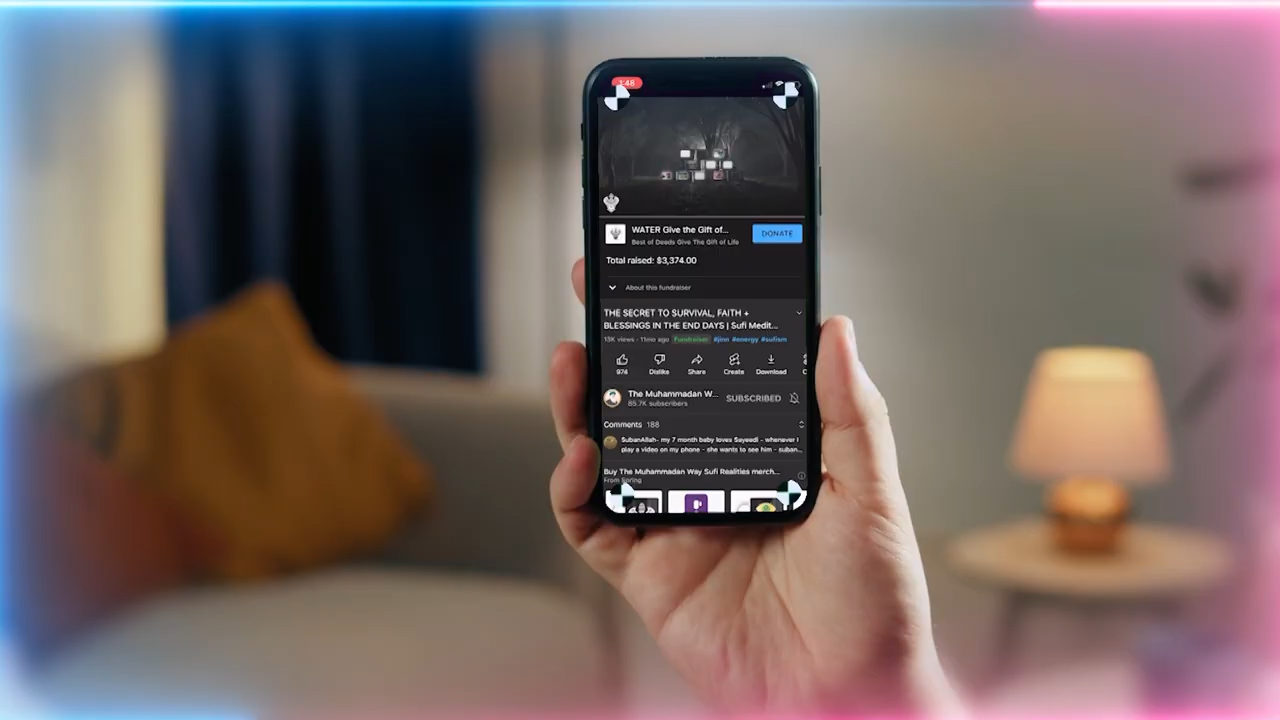 1:48
WATER Give the Gift of...
Best of Deeds Give The Gift of Life
DONATE
Total raised: $3,374.00
About this fundraiser
THE SECRET TO SURVIVAL, FAITH +
BLESSINGS IN THE END DAYS | Sufi Medit...
15K views · 11mo ago Fundraiser #jinn #energy #sufism
974 Dislike Share Create Download
The Muhammadan W...
85.7K subscribers
SUBSCRIBED
Comments 188
SubanAllah- my 7 month baby loves Sayeedi - whenever I
play a video on my phone - she wants to see him - suban...
Buy The Muhammadan Way Sufi Realities merch...
From Spring